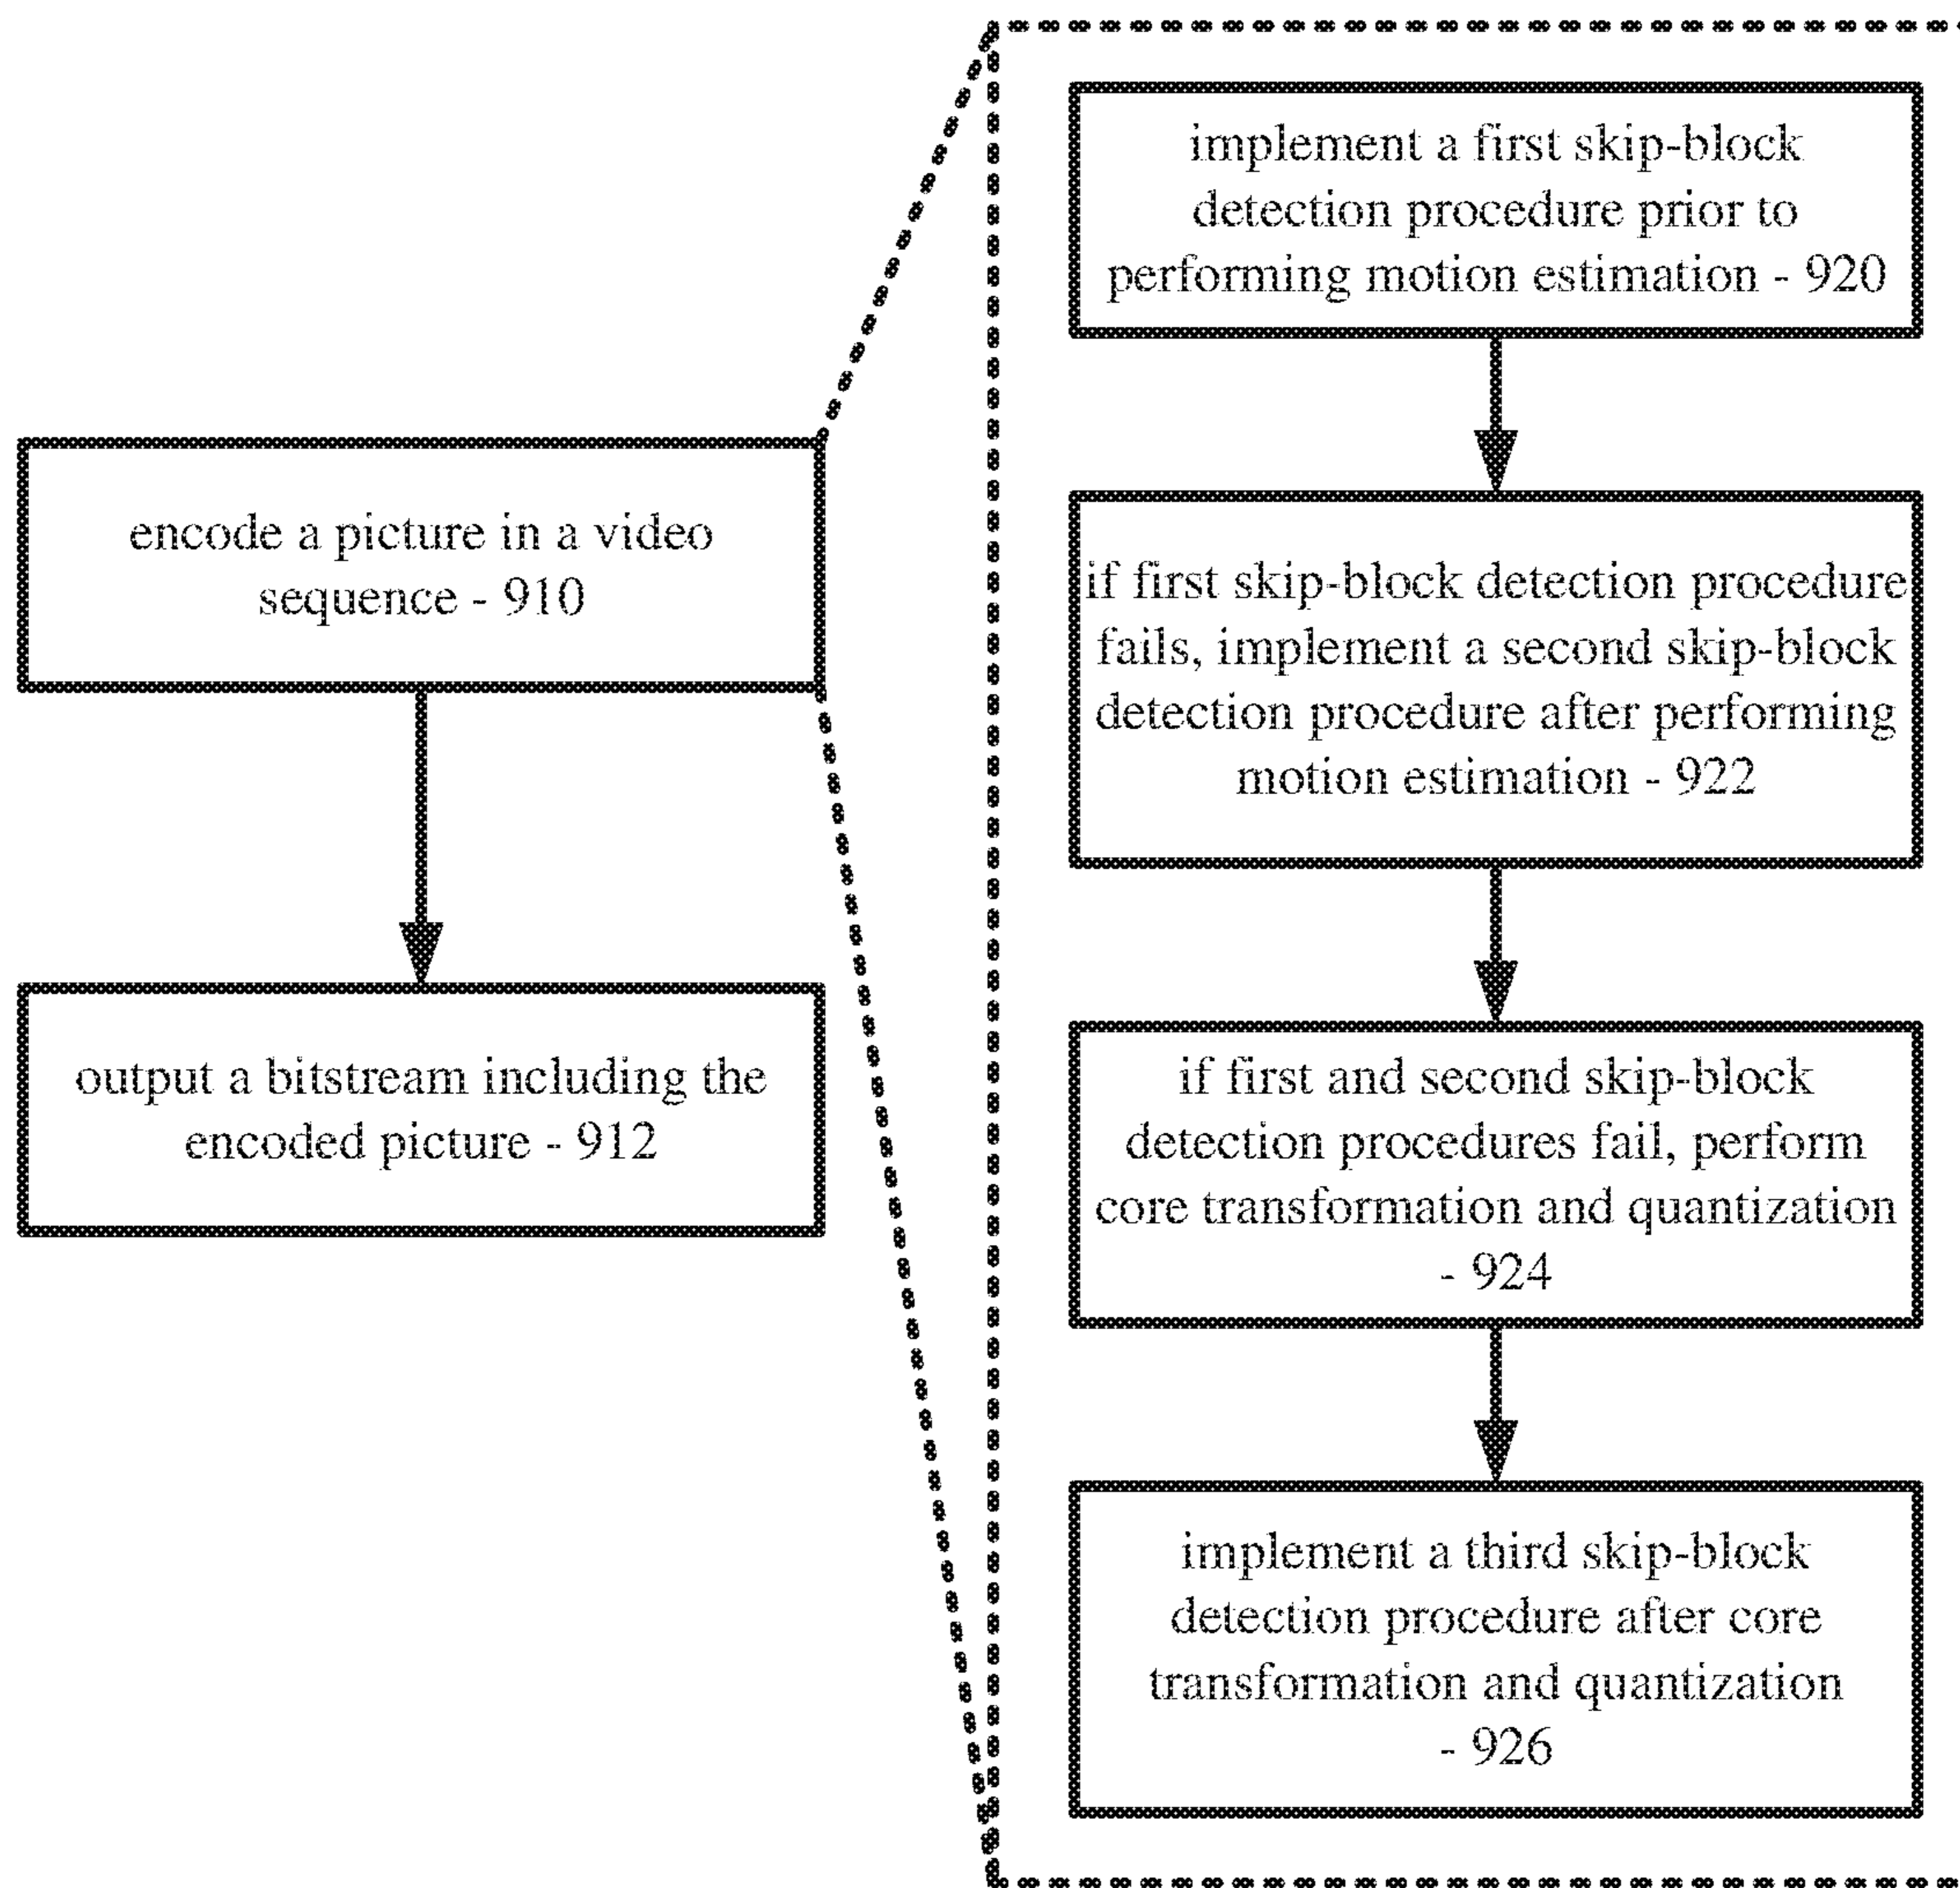 encode a picture in a video
sequence - 910
output a bitstream including the
encoded picture - 912
implement a first skip-block
detection procedure prior to
performing motion estimation - 920
if first skip-block detection procedure
fails, implement a second skip-block
detection procedure after performing
motion estimation - 922
if first and second skip-block
detection procedures fail, perform
core transformation and quantization
- 924
implement a third skip-block
detection procedure after core
transformation and quantization
- 926